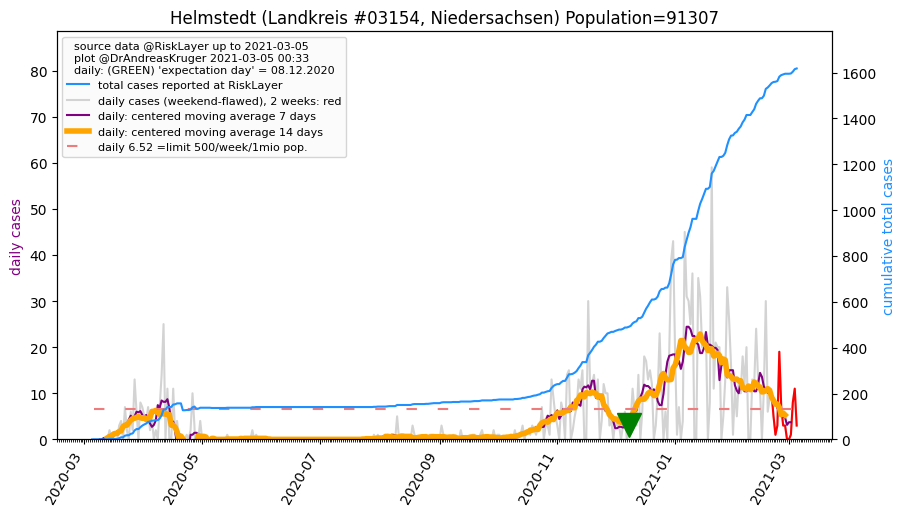 Helmstedt (Landkreis #03154, Niedersachsen) Population=91307
source data @RiskLayer up to 2021-03-05
plot @DrAndreasKruger 2021-03-05 00:33
daily: (GREEN) 'expectation day' = 08.12.2020
total cases reported at RiskLayer
daily cases (weekend-flawed), 2 weeks: red
daily: centered moving average 7 days
daily: centered moving average 14 days
daily 6.52 =limit 500/week/1mio pop.
daily cases
80
70
60
50
40
30
20
10
0
cumulative total cases
1600
1400
1200
1000
800
600
400
200
0
2020-03
2020-05
2020-07
2020-09
2020-11
2021-01
2021-03